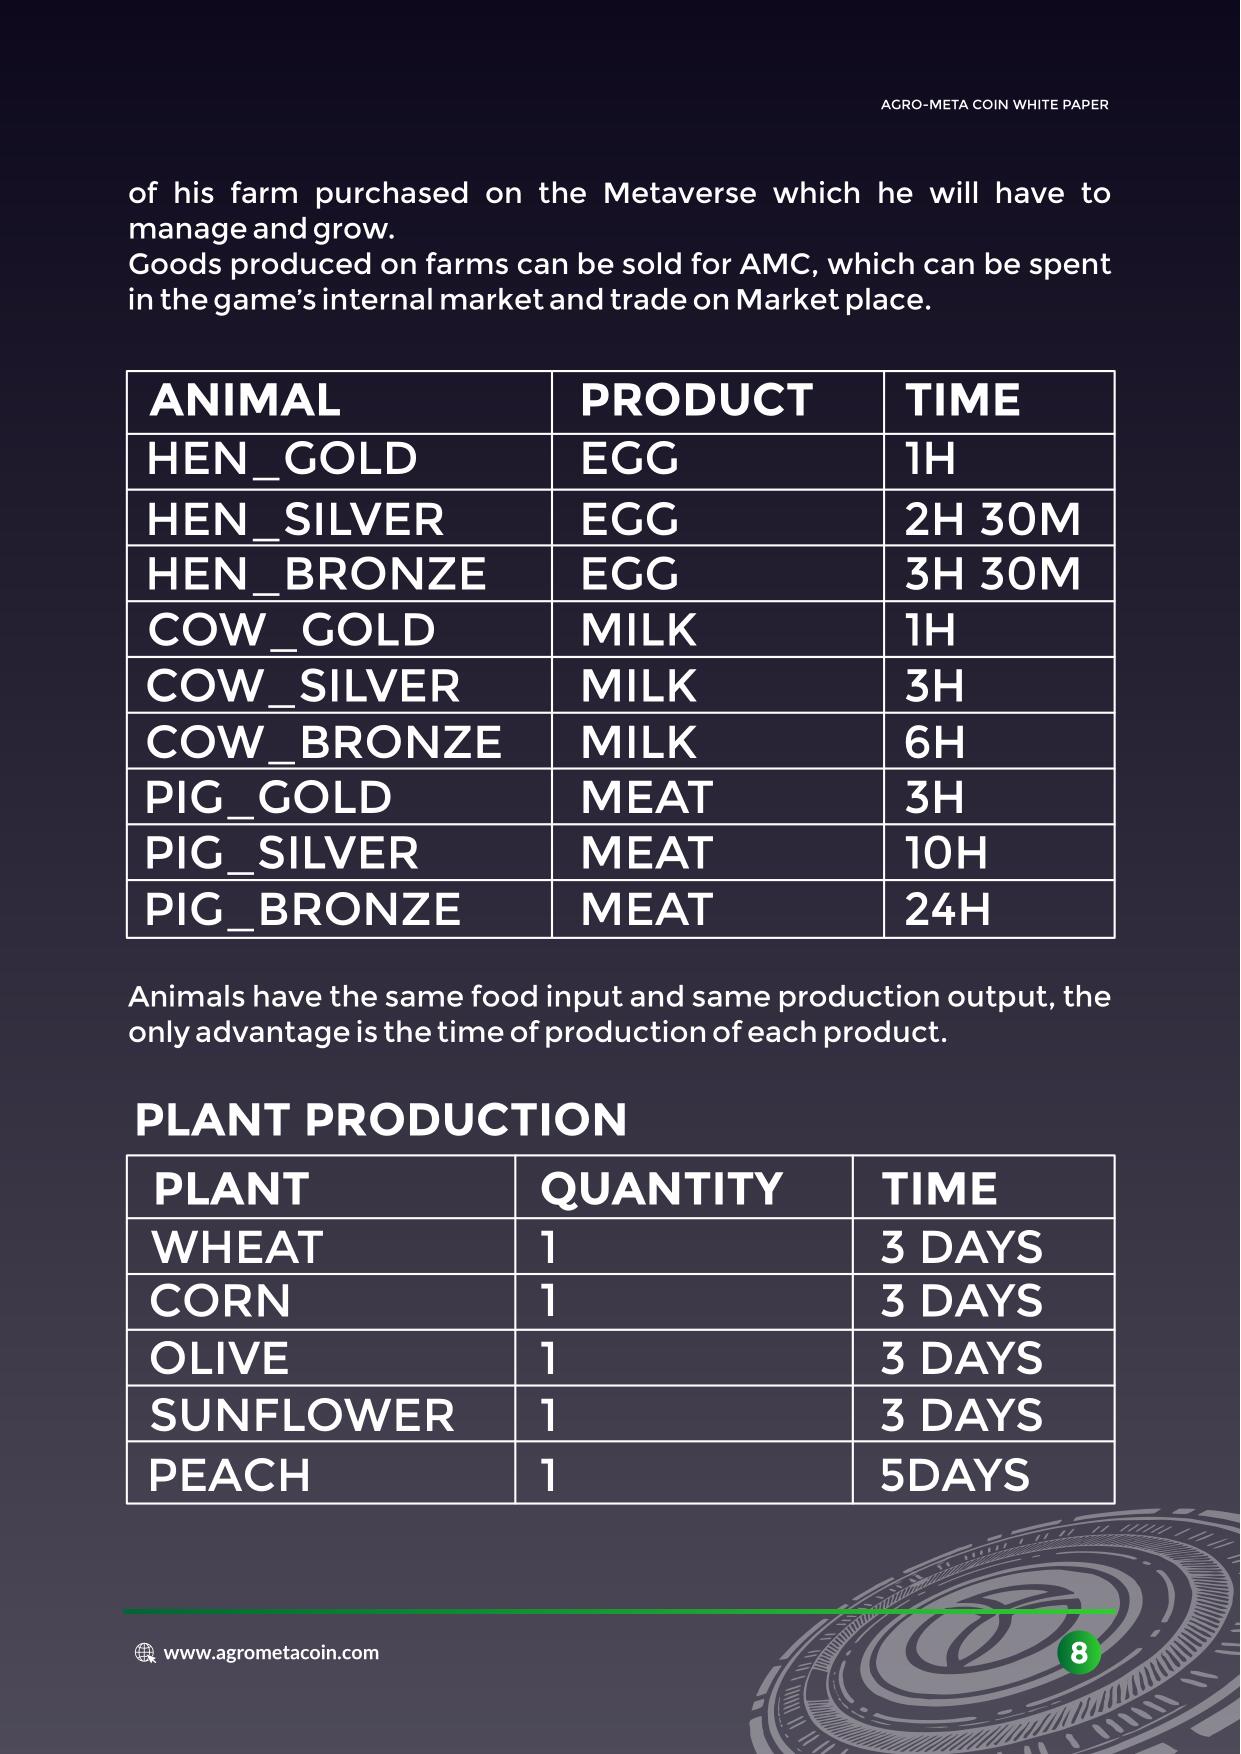 AGRO-META COIN WHITE PAPER
of his farm purchased on the Metaverse which he will have to
manage and grow.
Goods produced on farms can be sold for AMC, which can be spent
in the game’s internal market and trade on Market place.
ANIMAL PRODUCT TIME
HEN_GOLD EGG 1H
HEN_SILVER EGG 2H 30M
HEN_BRONZE EGG 3H 30M
COW_GOLD MILK 1H
COW_SILVER MILK 3H
COW_BRONZE MILK 6H
PIG_GOLD MEAT 3H
PIG_SILVER MEAT 10H
PIG_BRONZE MEAT 24H
Animals have the same food input and same production output, the
only advantage is the time of production of each product.
PLANT PRODUCTION
PLANT QUANTITY TIME
WHEAT 1 3 DAYS
CORN 1 3 DAYS
OLIVE 1 3 DAYS
SUNFLOWER 1 3 DAYS
PEACH 1 5DAYS
www.agrometacoin.com 8